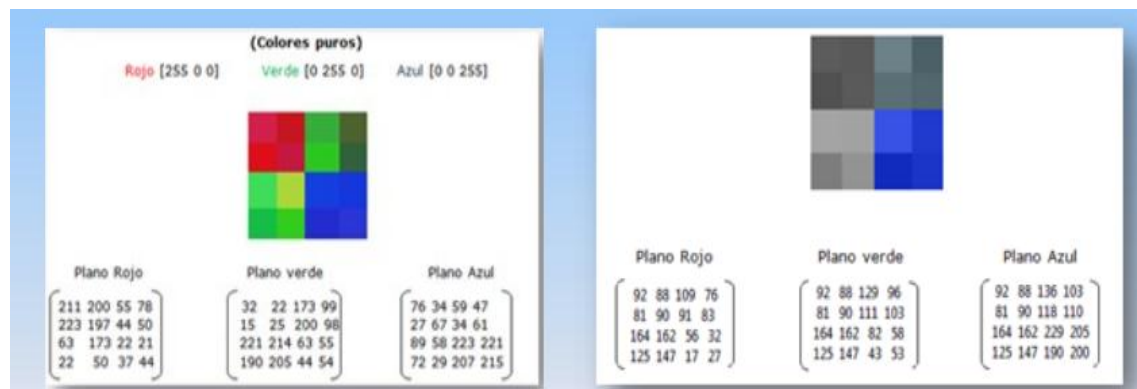 (Colores puros)
Rojo [255 0 0] Verde [0 255 0] Azul [0 0 255]
Plano Rojo Plano verde Plano Azul
211 200 55 78 32 22 173 99 76 34 59 47
223 197 44 50 15 25 200 98 27 67 34 61
63 173 22 21 221 214 63 55 89 58 223 221
22 50 37 44 190 205 44 54 72 29 207 215
Plano Rojo Plano verde Plano Azul
92 88 109 76 92 88 129 96 92 88 136 103
81 90 91 83 81 90 111 103 81 90 118 110
164 162 56 32 164 162 82 58 164 162 229 205
125 147 17 27 125 147 43 53 125 147 190 200